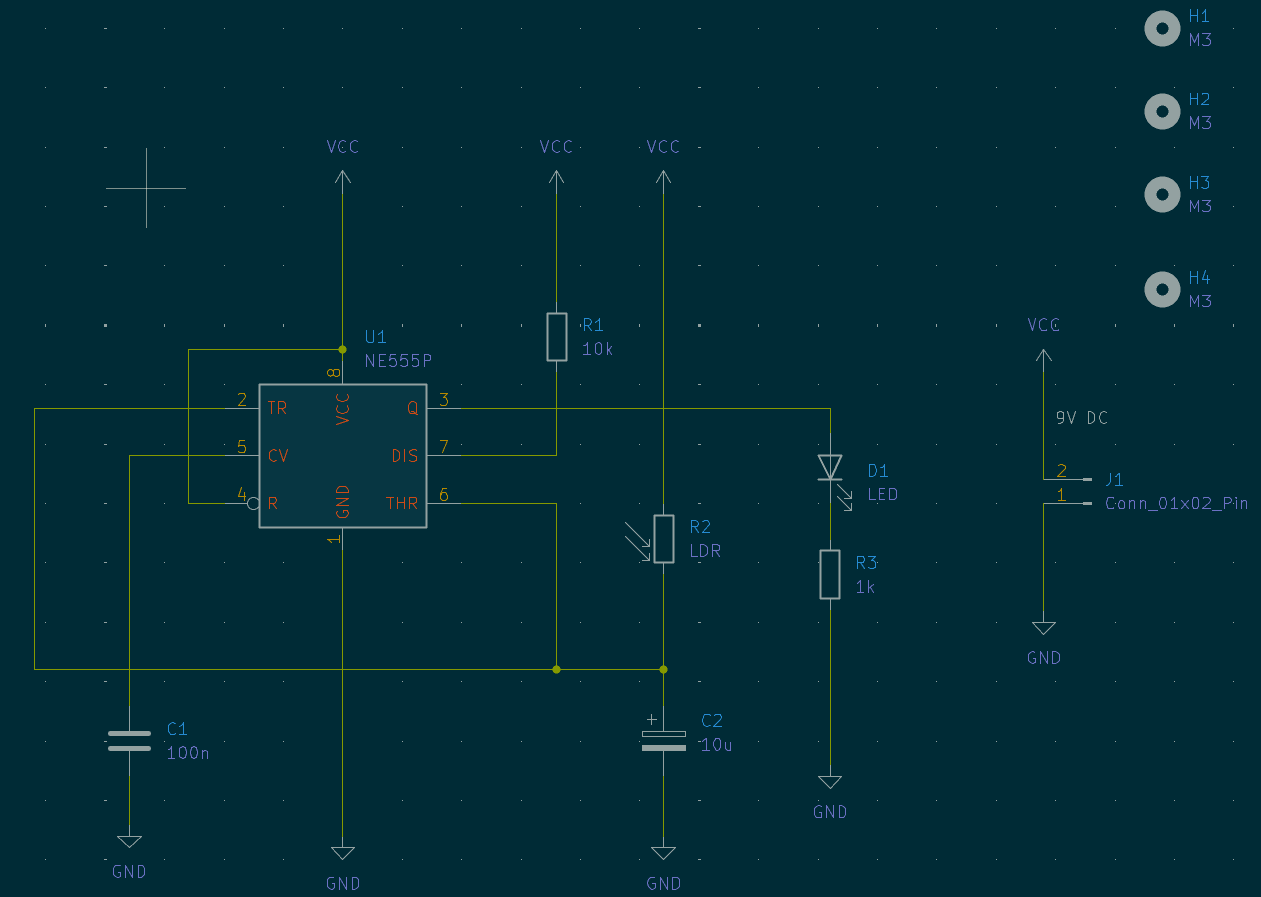 H1
M3
H2
M3
H3
M3
H4
M3
VCC
VCC
VCC
VCC
U1
NE555P
8
R1
10k
2
TR
VCC
Q
3
9V DC
5
CV
DIS
7
D1
LED
2
J1
4
R
GND
THR
6
1
Conn_01x02_Pin
1
R2
LDR
R3
1k
GND
C1
100n
+
C2
10u
GND
GND
GND
GND